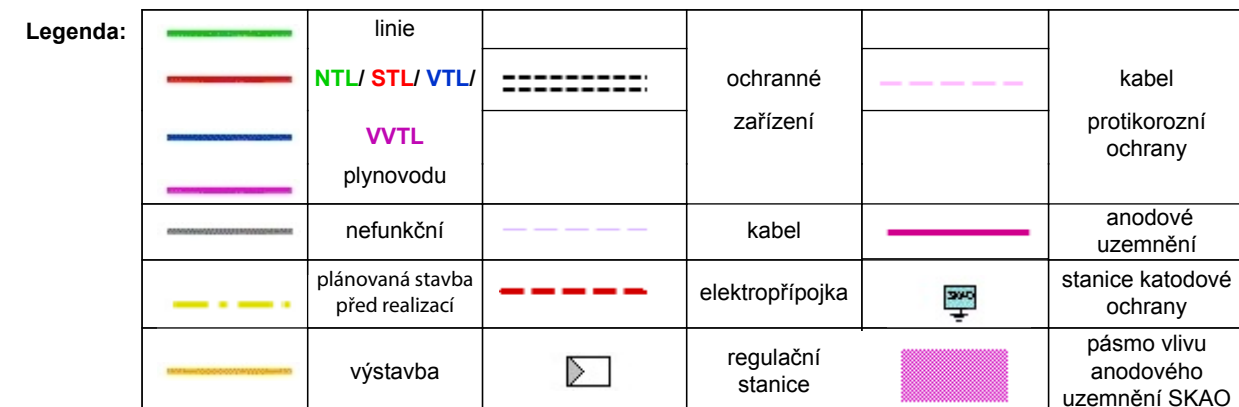 Legenda:
linie
NTL/ STL/ VTL/
VVTL
plynovodu
ochranné
zařízení
kabel
protikorozní
ochrany
nefunkční
kabel
anodové
uzemnění
plánovaná stavba
před realizací
elektropřípojka
SKAO
stanice katodové
ochrany
výstavba
regulační
stanice
pásmo vlivu
anodového
uzemnění SKAO